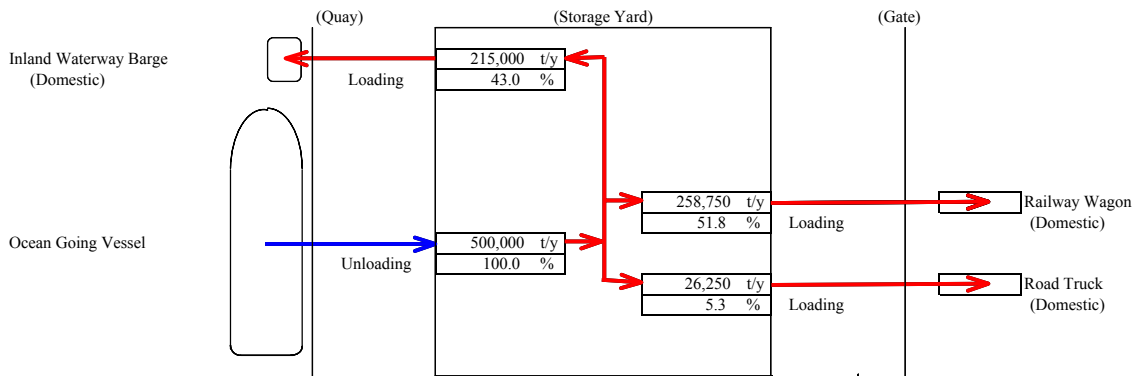 (Quay) (Storage Yard) (Gate)
Inland Waterway Barge
(Domestic)
Loading
215,000 t/y
43.0 %
258,750 t/y
51.8 %
Loading
Railway Wagon
(Domestic)
Ocean Going Vessel
Unloading
500,000 t/y
100.0 %
26,250 t/y
5.3 %
Loading
Road Truck
(Domestic)